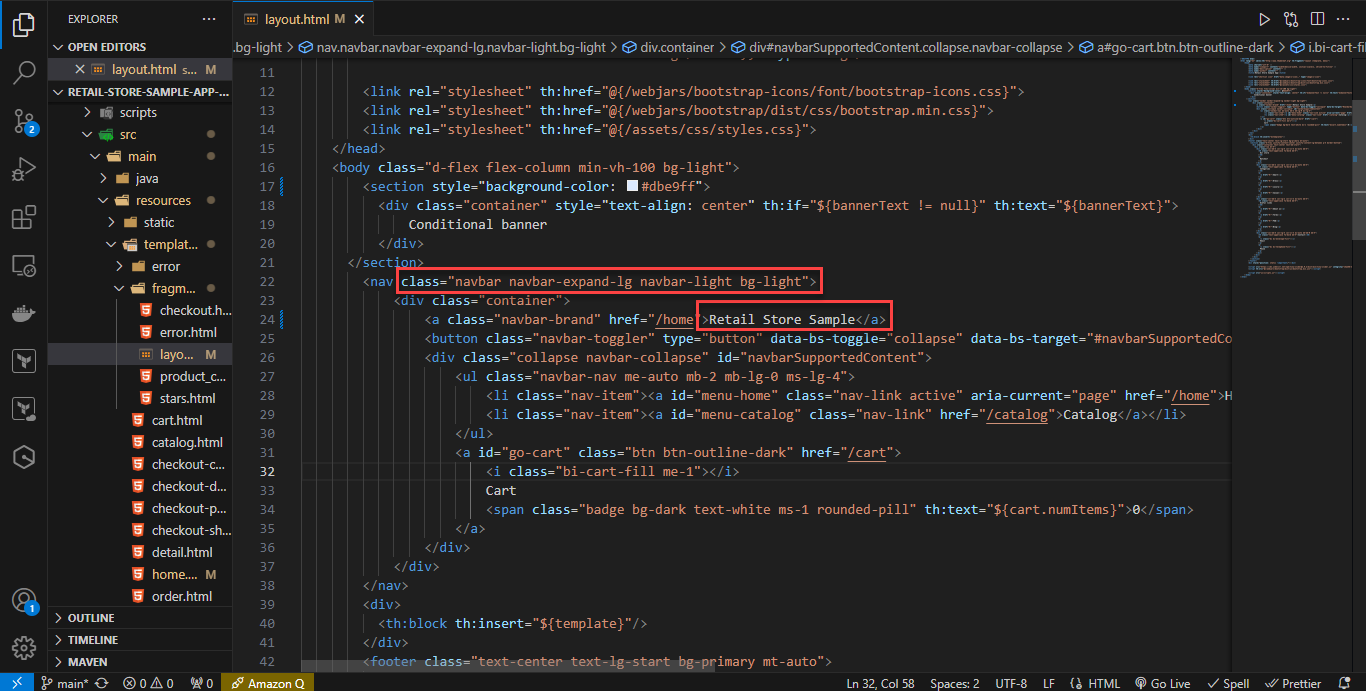 EXPLORER
OPEN EDITORS
layout.html s... M
RETAIL-STORE-SAMPLE-APP-...
scripts
src
main
java
resources
static
templat...
error
fragm...
checkout.h...
error.html
layo... M
product_c...
stars.html
cart.html
catalog.html
checkout-c...
checkout-d...
checkout-p...
checkout-sh...
detail.html
home.... M
order.html
OUTLINE
TIMELINE
MAVEN
2
1
layout.html M
.bg-light > nav.navbar.navbar-expand-lg.navbar-light.bg-light > div.container > div#navbarSupportedContent.collapse.navbar-collapse > a#go-cart.btn.btn-outline-dark > i.bi-cart-fi
11
12 <link rel="stylesheet" th:href="@{/webjars/bootstrap-icons/font/bootstrap-icons.css}">
13 <link rel="stylesheet" th:href="@{/webjars/bootstrap/dist/css/bootstrap.min.css}">
14 <link rel="stylesheet" th:href="@{/assets/css/styles.css}">
15 </head>
16 <body class="d-flex flex-column min-vh-100 bg-light">
17 <section style="background-color: #dbe9ff">
18 <div class="container" style="text-align: center" th:if="${bannerText != null}" th:text="${bannerText}">
19 Conditional banner
20 </div>
21 </section>
22 <nav class="navbar navbar-expand-lg navbar-light bg-light">
23 <div class="container">
24 <a class="navbar-brand" href="/home">Retail Store Sample</a>
25 <button class="navbar-toggler" type="button" data-bs-toggle="collapse" data-bs-target="#navbarSupportedCo
26 <div class="collapse navbar-collapse" id="navbarSupportedContent">
27 <ul class="navbar-nav me-auto mb-2 mb-lg-0 ms-lg-4">
28 <li class="nav-item"><a id="menu-home" class="nav-link active" aria-current="page" href="/home">H
29 <li class="nav-item"><a id="menu-catalog" class="nav-link" href="/catalog">Catalog</a></li>
30 </ul>
31 <a id="go-cart" class="btn btn-outline-dark" href="/cart">
32 <i class="bi-cart-fill me-1"></i>
33 Cart
34 <span class="badge bg-dark text-white ms-1 rounded-pill" th:text="${cart.numItems}">0</span>
35 </a>
36 </div>
37 </div>
38 </nav>
39 <div>
40 <th:block th:insert="${template}"/>
41 </div>
42 <footer class="text-center text-lg-start bg-primary mt-auto">
main* 0 0 0 Amazon Q Ln 32, Col 58 Spaces: 2 UTF-8 LF HTML Go Live Spell Prettier